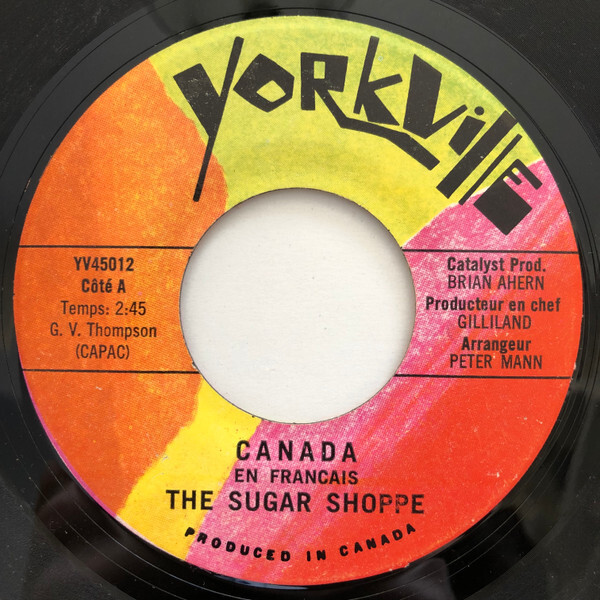 YORKVILLE
YV45012
Côté A
Temps: 2:45
G. V. Thompson
(CAPAC)
Catalyst Prod.
BRIAN AHERN
Producteur en chef
GILLILAND
Arrangeur
PETER MANN
CANADA
EN FRANCAIS
THE SUGAR SHOPPE
PRODUCED IN CANADA